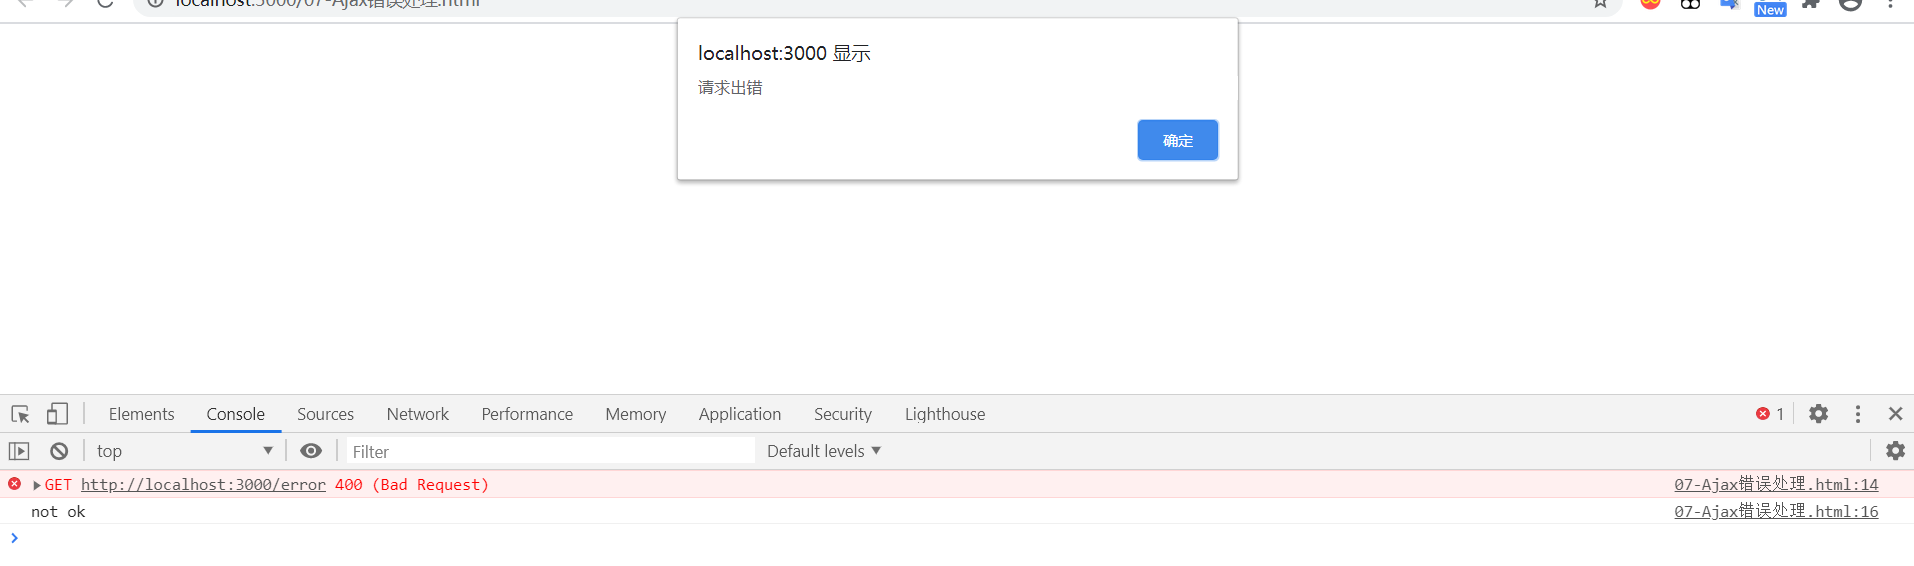 localhost:3000/07-Ajax错误处理.html
New
localhost:3000 显示
请求出错
确定
Elements Console Sources Network Performance Memory Application Security Lighthouse 1
top Filter Default levels
GET http://localhost:3000/error 400 (Bad Request) 07-Ajax错误处理.html:14
not ok 07-Ajax错误处理.html:16